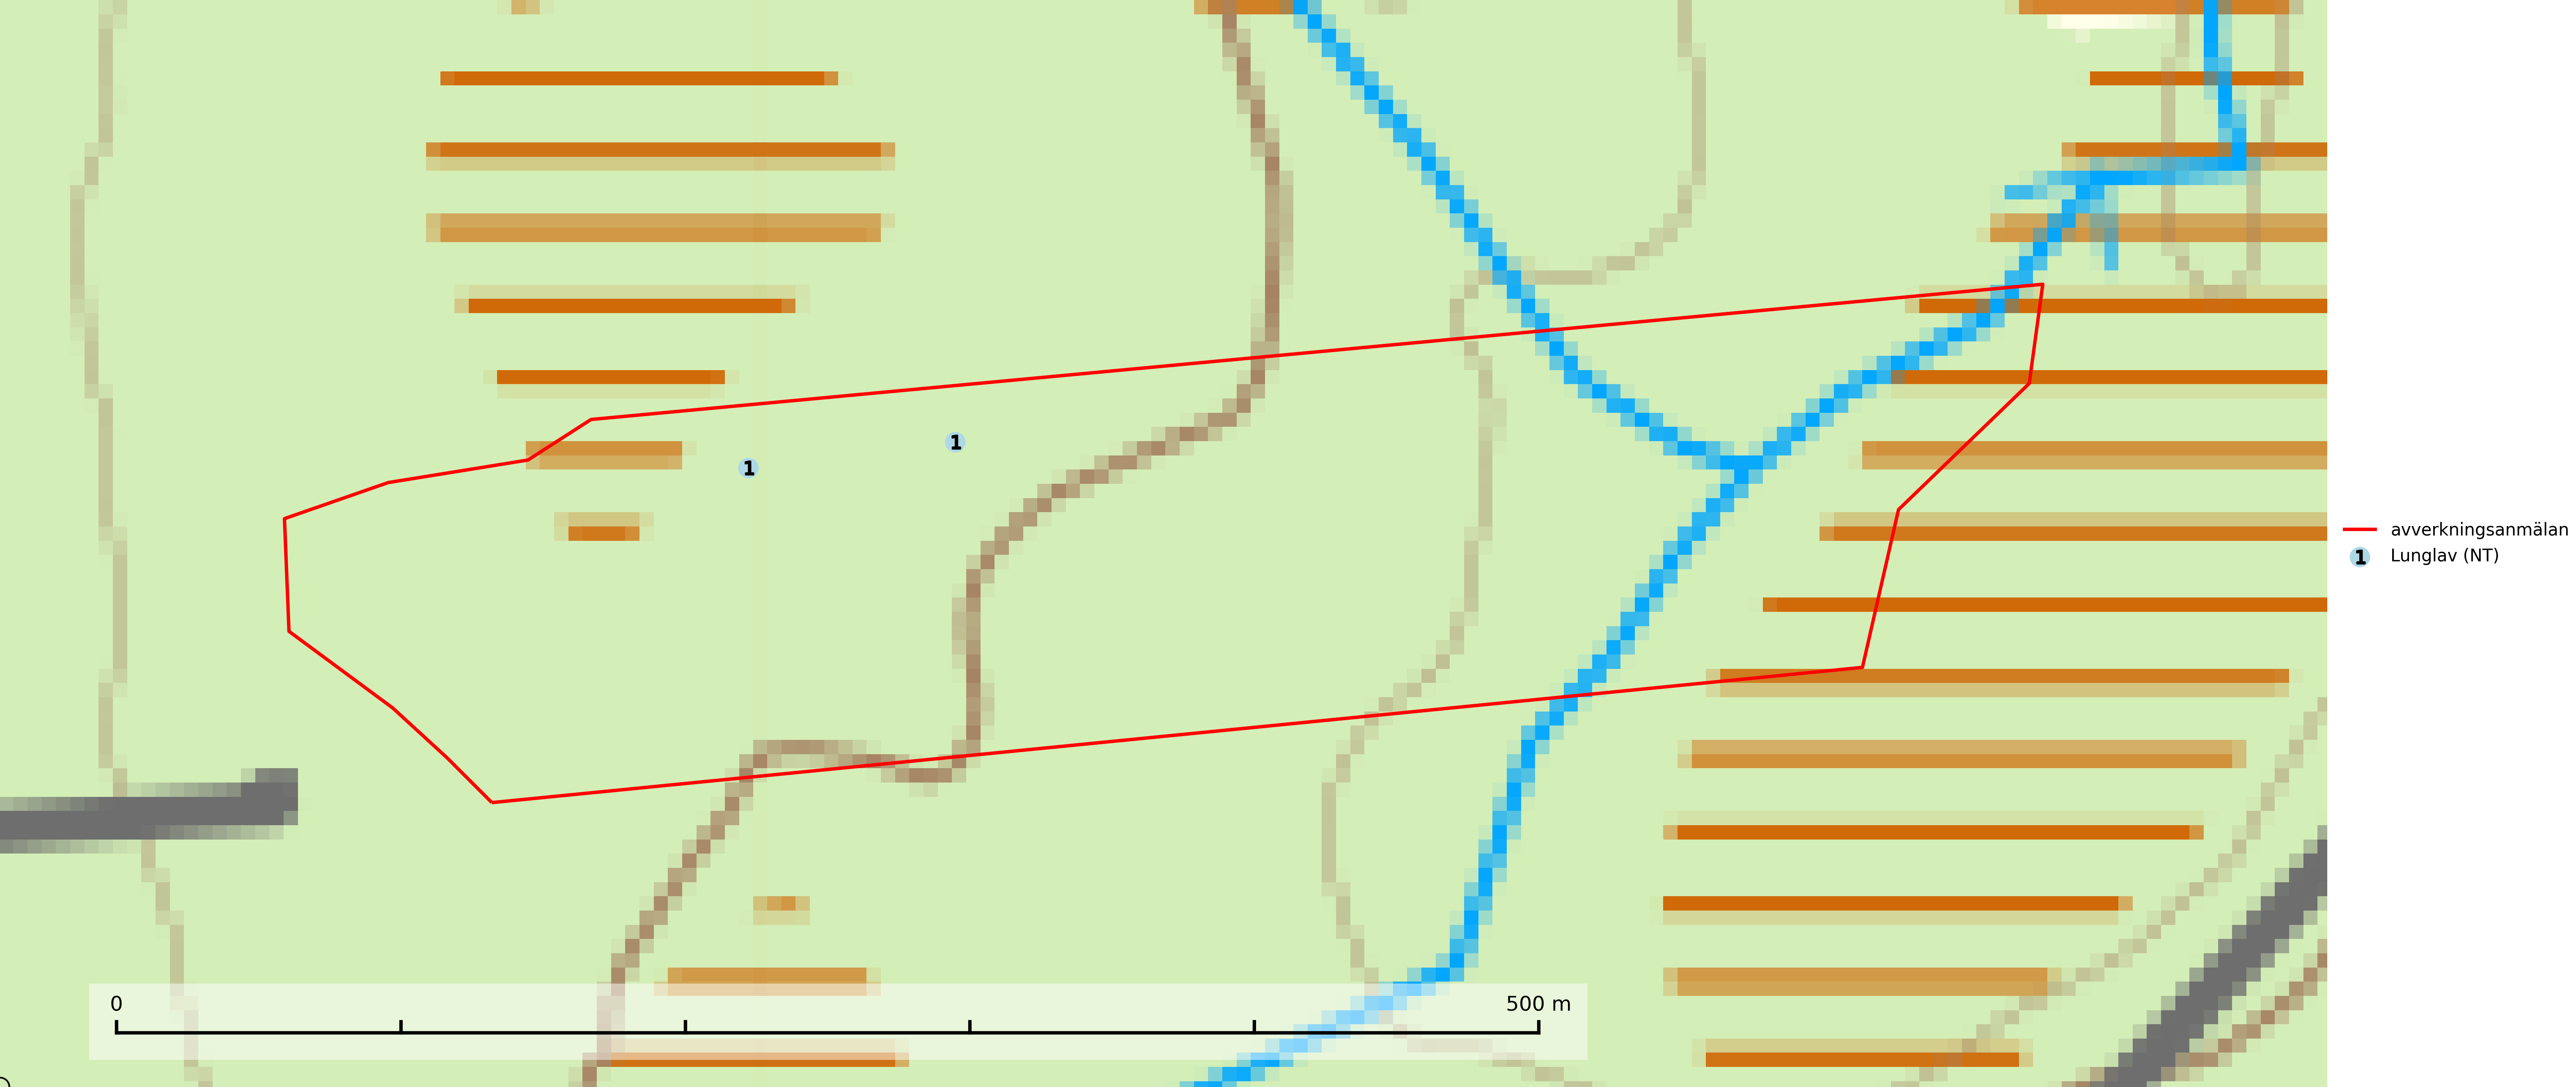 1
1
avverkningsanmälan
1 Lunglav (NT)
0 500 m